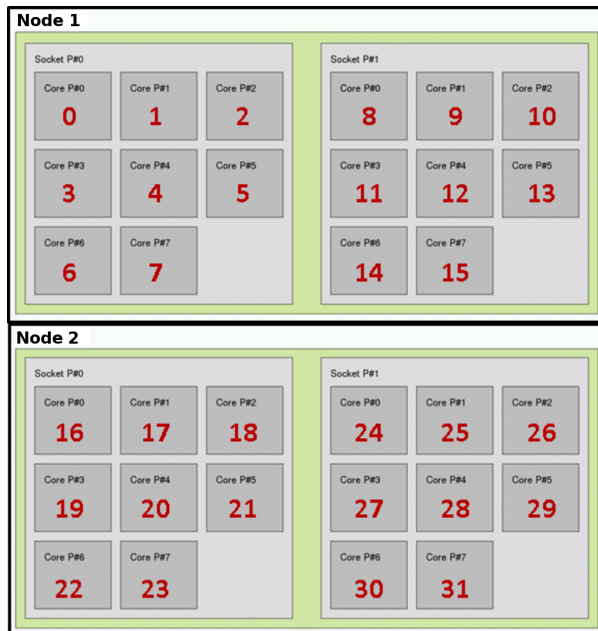 Node 1
Socket P#0
Core P#0 Core P#1 Core P#2
0 1 2
Core P#3 Core P#4 Core P#5
3 4 5
Core P#6 Core P#7
6 7
Socket P#1
Core P#0 Core P#1 Core P#2
8 9 10
Core P#3 Core P#4 Core P#5
11 12 13
Core P#6 Core P#7
14 15
Node 2
Socket P#0
Core P#0 Core P#1 Core P#2
16 17 18
Core P#3 Core P#4 Core P#5
19 20 21
Core P#6 Core P#7
22 23
Socket P#1
Core P#0 Core P#1 Core P#2
24 25 26
Core P#3 Core P#4 Core P#5
27 28 29
Core P#6 Core P#7
30 31